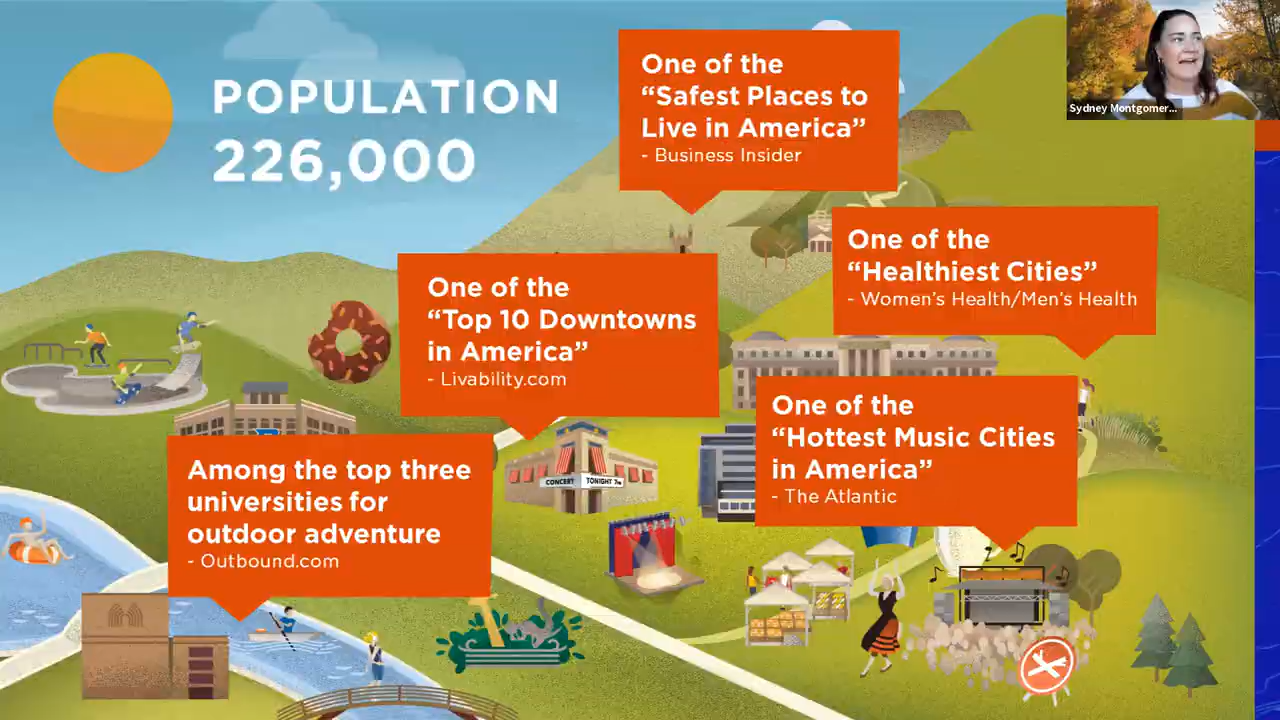 POPULATION
226,000
One of the
“Safest Places to
Live in America”
- Business Insider
Sydney Montgomer...
One of the
“Healthiest Cities”
- Women’s Health/Men’s Health
One of the
“Top 10 Downtowns
in America”
- Livability.com
One of the
“Hottest Music Cities
in America”
- The Atlantic
Among the top three
universities for
outdoor adventure
- Outbound.com
CONCERT
TONIGHT 7PM